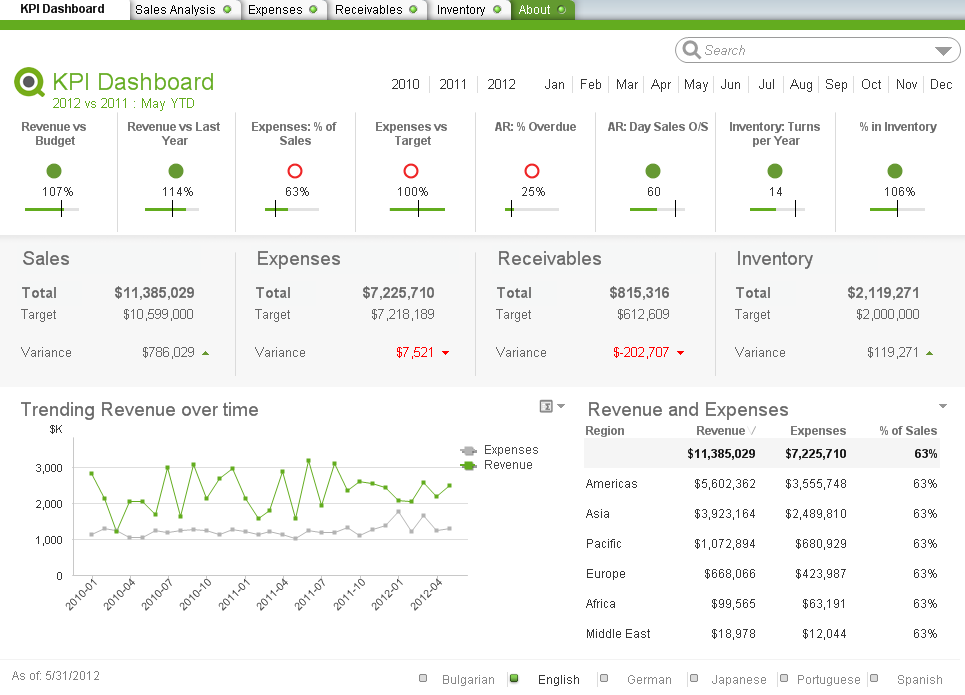 KPI Dashboard Sales Analysis Expenses Receivables Inventory About
Search
KPI Dashboard
2012 vs 2011 : May YTD
2010 2011 2012 Jan Feb Mar Apr May Jun Jul Aug Sep Oct Nov Dec
Revenue vs Budget
107%
Revenue vs Last Year
114%
Expenses: % of Sales
63%
Expenses vs Target
100%
AR: % Overdue
25%
AR: Day Sales O/S
60
Inventory: Turns per Year
14
% in Inventory
106%
Sales
Total $11,385,029
Target $10,599,000
Variance $786,029
Expenses
Total $7,225,710
Target $7,218,189
Variance $7,521
Receivables
Total $815,316
Target $612,609
Variance $-202,707
Inventory
Total $2,119,271
Target $2,000,000
Variance $119,271
Trending Revenue over time
$K
3,000
2,000
1,000
0
2010-01 2010-04 2010-07 2010-10 2011-01 2011-04 2011-07 2011-10 2012-01 2012-04
Expenses
Revenue
Revenue and Expenses
Region Revenue / Expenses % of Sales
$11,385,029 $7,225,710 63%
Americas $5,602,362 $3,555,748 63%
Asia $3,923,164 $2,489,810 63%
Pacific $1,072,894 $680,929 63%
Europe $668,066 $423,987 63%
Africa $99,565 $63,191 63%
Middle East $18,978 $12,044 63%
As of: 5/31/2012
Bulgarian English German Japanese Portuguese Spanish